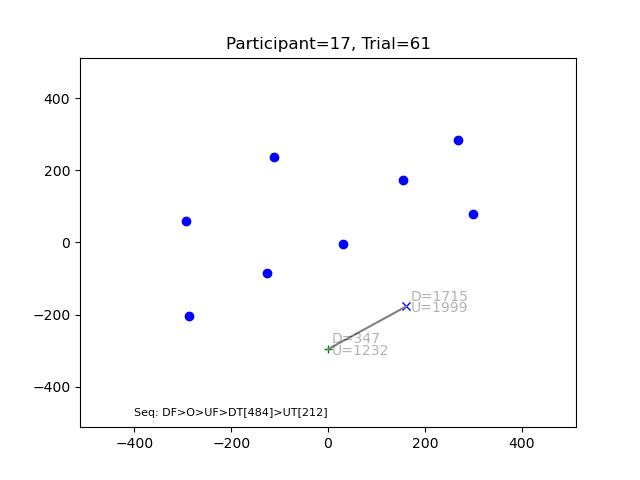 Participant=17, Trial=61
400
200
0
−200
−400
D=1715
U=1999
D=347
U=1232
Seq: DF>O>UF>DT[484]>UT[212]
−400
−200
0
200
400